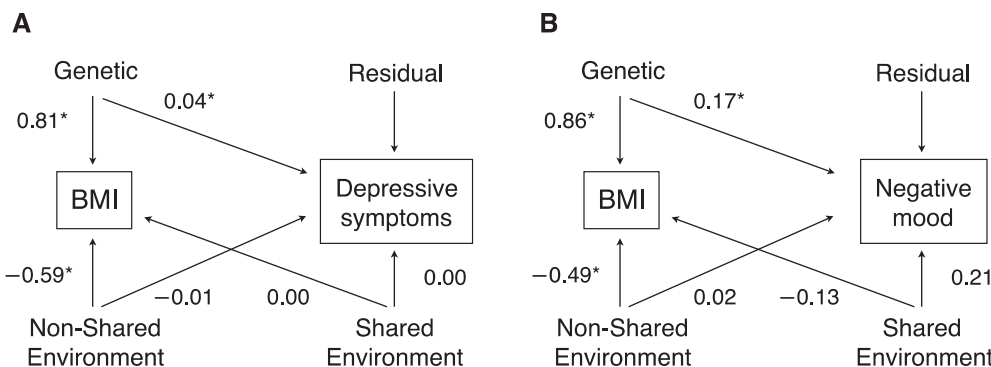 A
Genetic
Residual
0.81*
0.04*
BMI
Depressive
symptoms
−0.59*
−0.01
0.00
0.00
Non-Shared
Environment
Shared
Environment
B
Genetic
Residual
0.86*
0.17*
BMI
Negative
mood
−0.49*
0.02
−0.13
0.21
Non-Shared
Environment
Shared
Environment